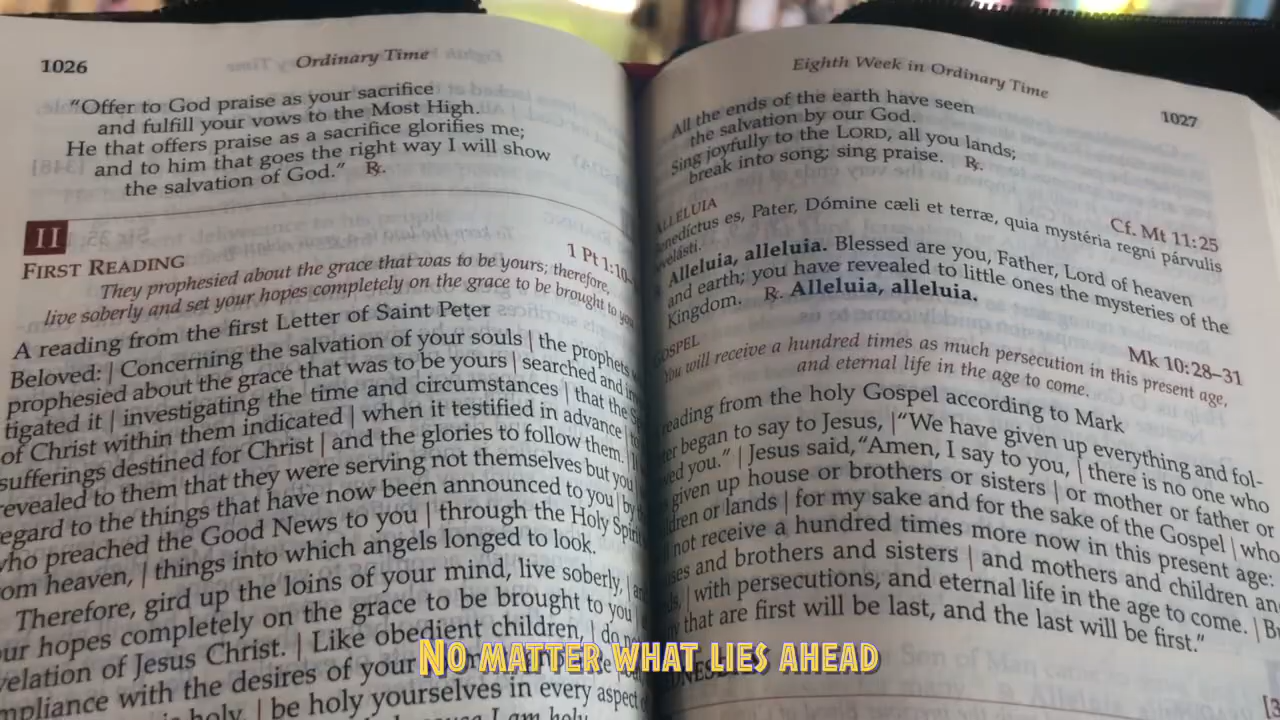 1026
Ordinary Time
"Offer to God praise as your sacrifice
and fulfill your vows to the Most High.
He that offers praise as a sacrifice glorifies me;
and to him that goes the right way I will show
the salvation of God." ℟.
II
FIRST READING
1 Pt 1:10-
They prophesied about the grace that was to be yours; therefore,
live soberly and set your hopes completely on the grace to be brought to you
A reading from the first Letter of Saint Peter
Beloved: | Concerning the salvation of your souls | the prophets
prophesied about the grace that was to be yours | searched and
tigated it | investigating the time and circumstances | that the
of Christ within them indicated | when it testified in advance
sufferings destined for Christ | and the glories to follow them.
revealed to them that they were serving not themselves but you
regard to the things that have now been announced to you | by
who preached the Good News to you | through the Holy Spirit
om heaven, | things into which angels longed to look.
Therefore, gird up the loins of your mind, live soberly, |
ur hopes completely on the grace to be brought to you
velation of Jesus Christ. | Like obedient children, | do
mpliance with the desires of your
holy, | be holy yourselves in every aspect
I am holy
Eighth Week in Ordinary Time
1027
All the ends of the earth have seen
the salvation by our God.
Sing joyfully to the LORD, all you lands;
break into song; sing praise. ℟.
ALLELUIA
Cf. Mt 11:25
enedíctus es, Pater, Dómine cæli et terræ, quia mystéria regni párvulis
velásti.
Alleluia, alleluia. Blessed are you, Father, Lord of heaven
and earth; you have revealed to little ones the mysteries of the
Kingdom. ℟. Alleluia, alleluia.
GOSPEL
Mk 10:28–31
You will receive a hundred times as much persecution in this present age,
and eternal life in the age to come.
reading from the holy Gospel according to Mark
er began to say to Jesus, | "We have given up everything and fol-
wed you." | Jesus said, "Amen, I say to you, | there is no one who
given up house or brothers or sisters | or mother or father or
dren or lands | for my sake and for the sake of the Gospel | who
not receive a hundred times more now in this present age:
uses and brothers and sisters | and mothers and children an
ds, | with persecutions, and eternal life in the age to come. | B
ny that are first will be last, and the last will be first."
NO MATTER WHAT LIES AHEAD